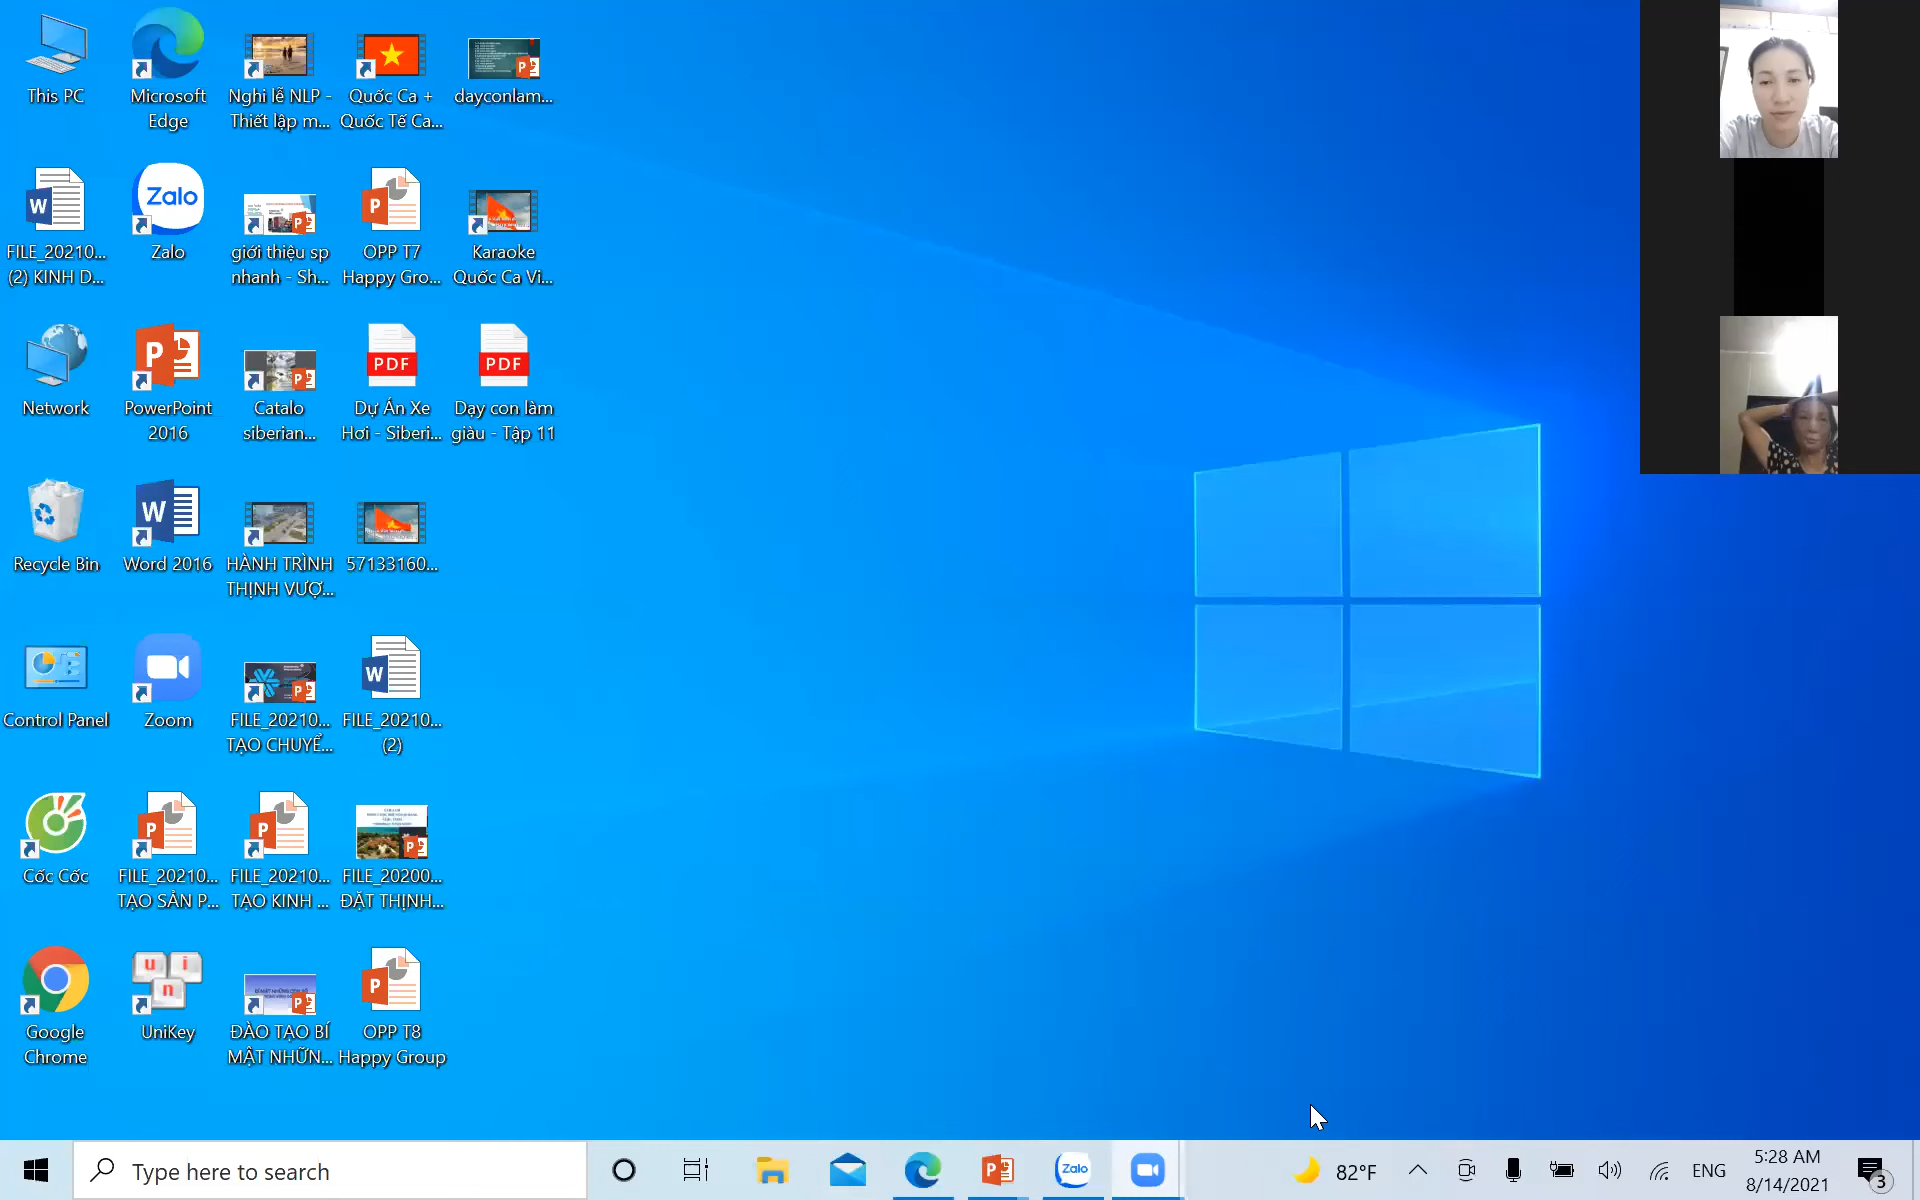 This PC
Microsoft
Edge
Nghi lễ NLP -
Thiết lập m...
Quốc Ca +
Quốc Tế Ca...
dayconlam...
FILE_20210...
(2) KINH D...
Zalo
Zalo
giới thiệu sp
nhanh - Sh...
OPP T7
Happy Gro...
Karaoke
Quốc Ca Vi...
Network
PowerPoint
2016
Catalo
siberian...
PDF
Dự Án Xe
Hơi - Siberi...
PDF
Dạy con làm
giàu - Tập 11
Recycle Bin
Word 2016
HÀNH TRÌNH
THỊNH VƯỢ...
57133160...
Control Panel
Zoom
FILE_20210...
TẠO CHUYỂ...
FILE_20210...
(2)
Cốc Cốc
FILE_20210...
TẠO SẢN P...
FILE_20210...
TẠO KINH ...
FILE_20200...
ĐẶT THỊNH...
Google
Chrome
UniKey
ĐÀO TẠO BÍ
MẬT NHỮN...
OPP T8
Happy Group
Type here to search
Zalo
82°F
ENG
5:28 AM
8/14/2021
3